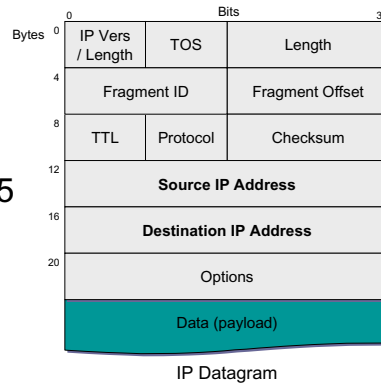 Bits
0 3
Bytes 0 IP Vers / Length TOS Length
4 Fragment ID Fragment Offset
8 TTL Protocol Checksum
12 Source IP Address
5
16 Destination IP Address
20 Options
Data (payload)
IP Datagram